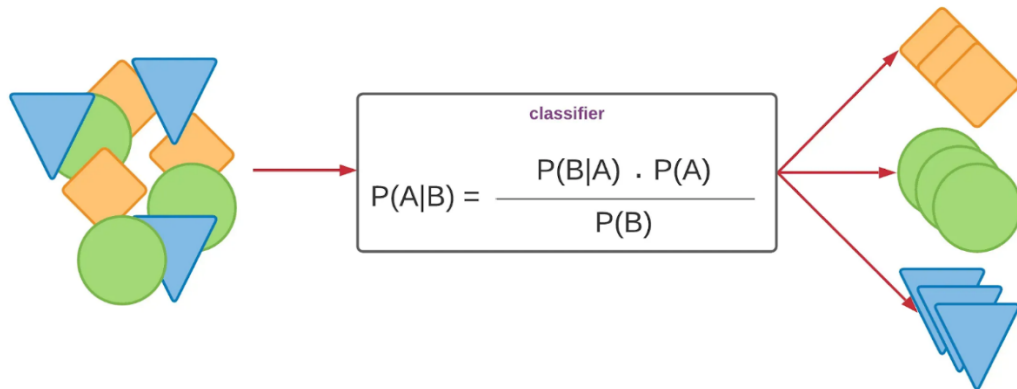 classifier
P(B|A) . P(A)
P(A|B) =
P(B)